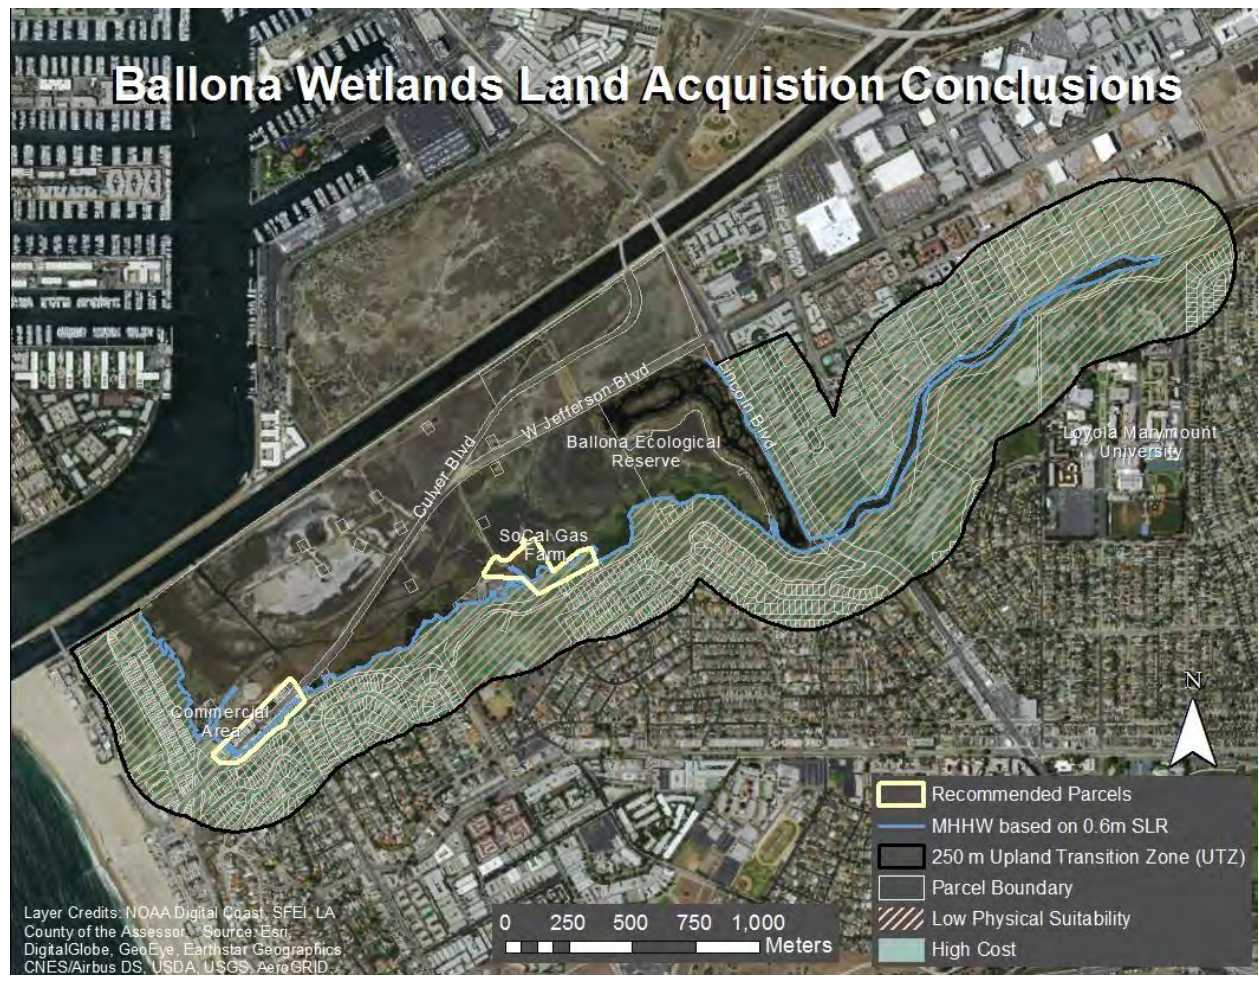 Ballona Wetlands Land Acquistion Conclusions
Lincoln Blvd
W Jefferson Blvd
Culver Blvd
Ballona Ecological
Reserve
Loyola Marymount
University
SoCal Gas
Farm
Commercial
Area
N
Recommended Parcels
MHHW based on 0.6m SLR
250 m Upland Transition Zone (UTZ)
Parcel Boundary
Low Physical Suitability
High Cost
0 250 500 750 1,000
Meters
Layer Credits: NOAA Digital Coast, SFEI, LA
County of the Assessor, Source: Esri,
DigitalGlobe, GeoEye, Earthstar Geographics,
CNES/Airbus DS, USDA, USGS, AeroGRID,